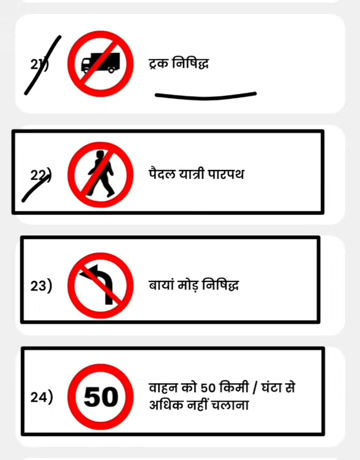 21) ट्रक निषिद्ध
22) पैदल यात्री पारपथ
23) बायां मोड़ निषिद्ध
24) 50 वाहन को 50 किमी / घंटा से
अधिक नहीं चलाना